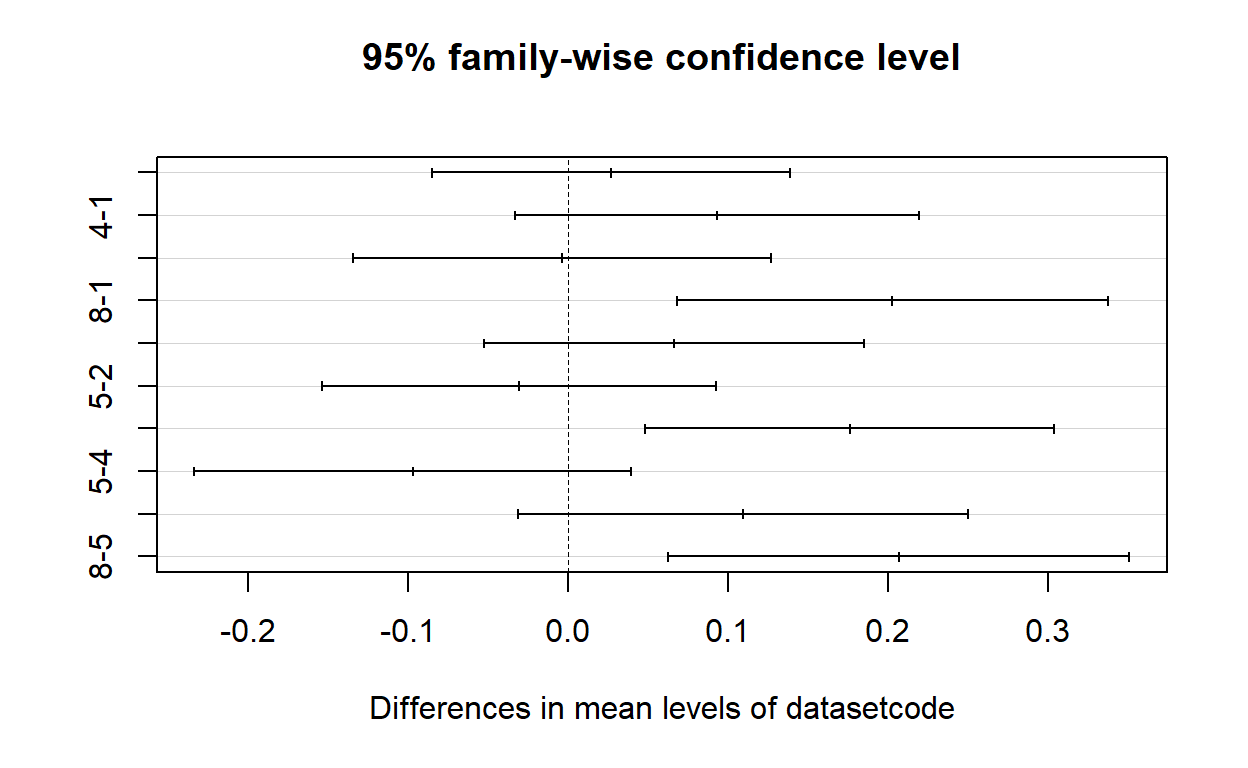 95% family-wise confidence level
4-1
8-1
5-2
5-4
8-5
-0.2 -0.1 0.0 0.1 0.2 0.3
Differences in mean levels of datasetcode